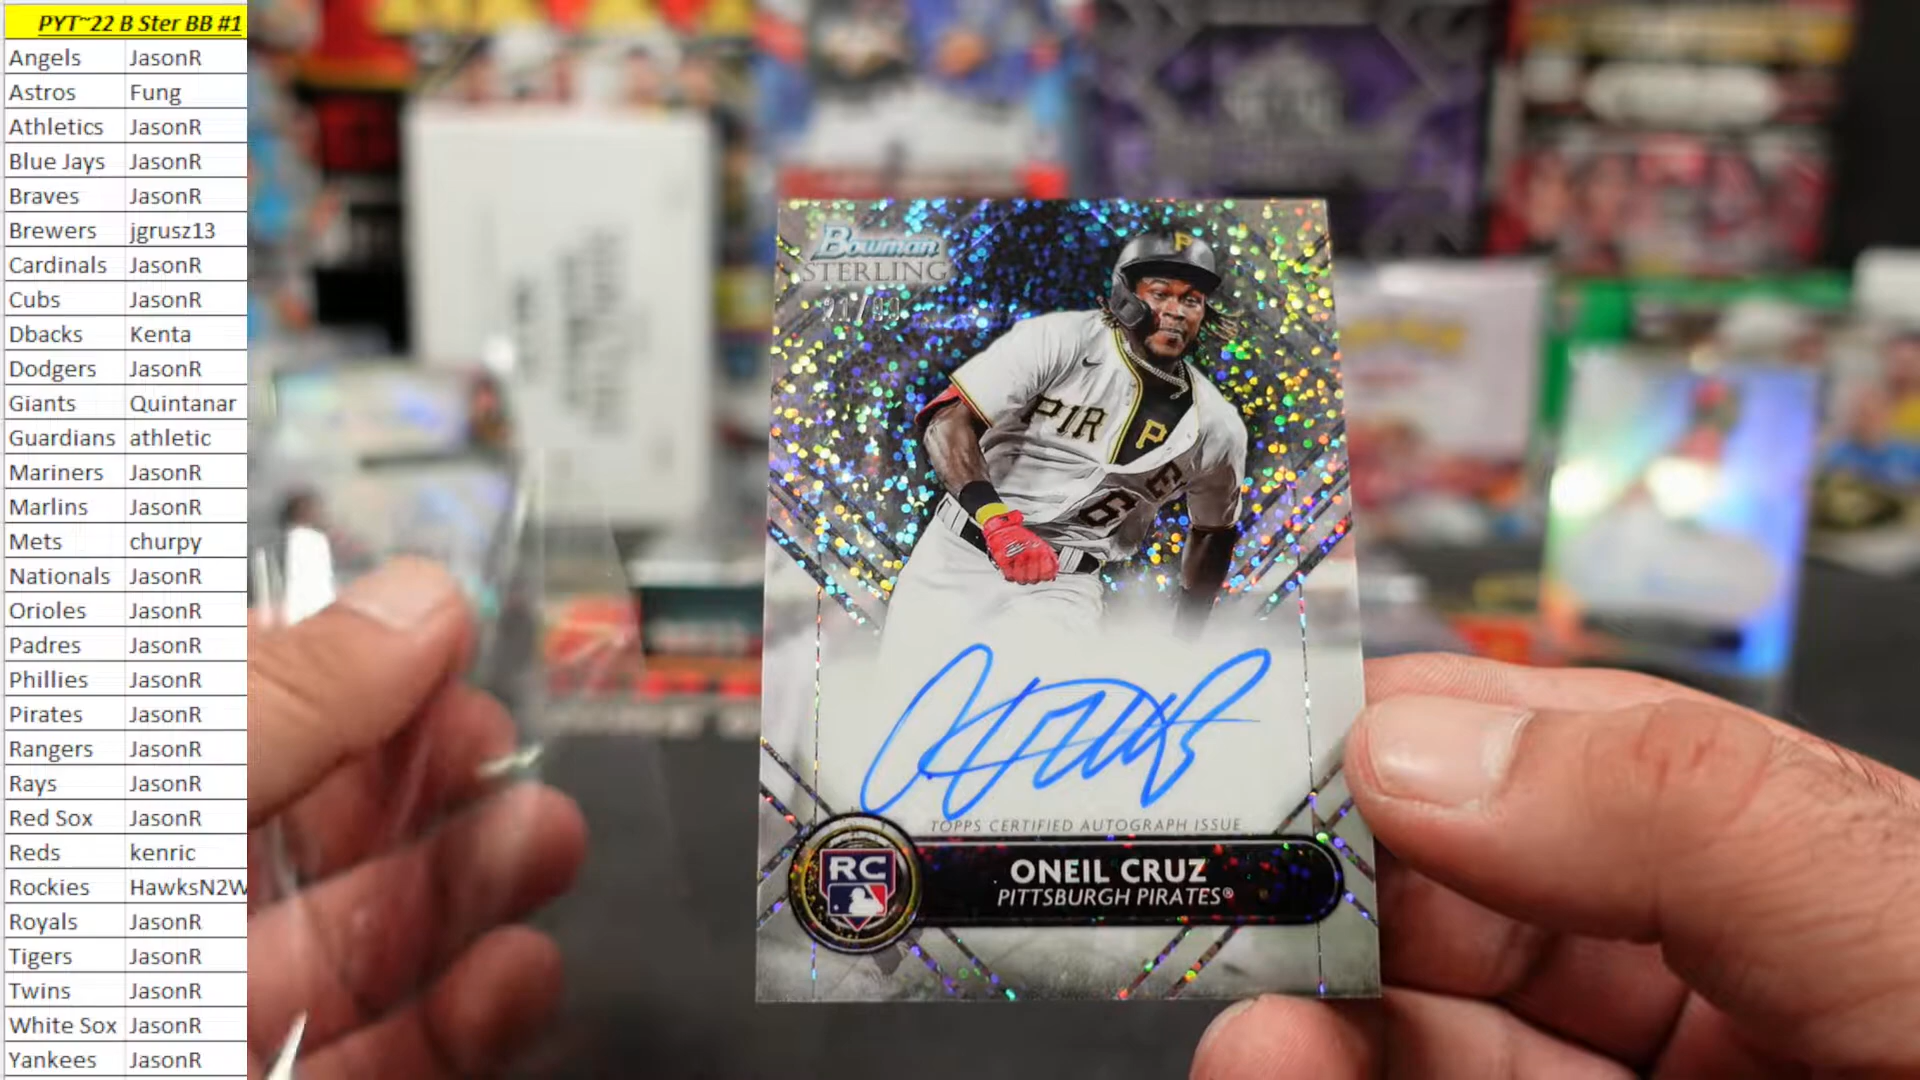 PYT~22 B Ster BB #1
Angels JasonR
Astros Fung
Athletics JasonR
Blue Jays JasonR
Braves JasonR
Brewers jgrusz13
Cardinals JasonR
Cubs JasonR
Dbacks Kenta
Dodgers JasonR
Giants Quintanar
Guardians athletic
Mariners JasonR
Marlins JasonR
Mets churpy
Nationals JasonR
Orioles JasonR
Padres JasonR
Phillies JasonR
Pirates JasonR
Rangers JasonR
Rays JasonR
Red Sox JasonR
Reds kenric
Rockies HawksN2W
Royals JasonR
Tigers JasonR
Twins JasonR
White Sox JasonR
Yankees JasonR
Bowman
STERLING
P
PIR P E
6
TOPPS CERTIFIED AUTOGRAPH ISSUE
RC
ONEIL CRUZ
PITTSBURGH PIRATES®